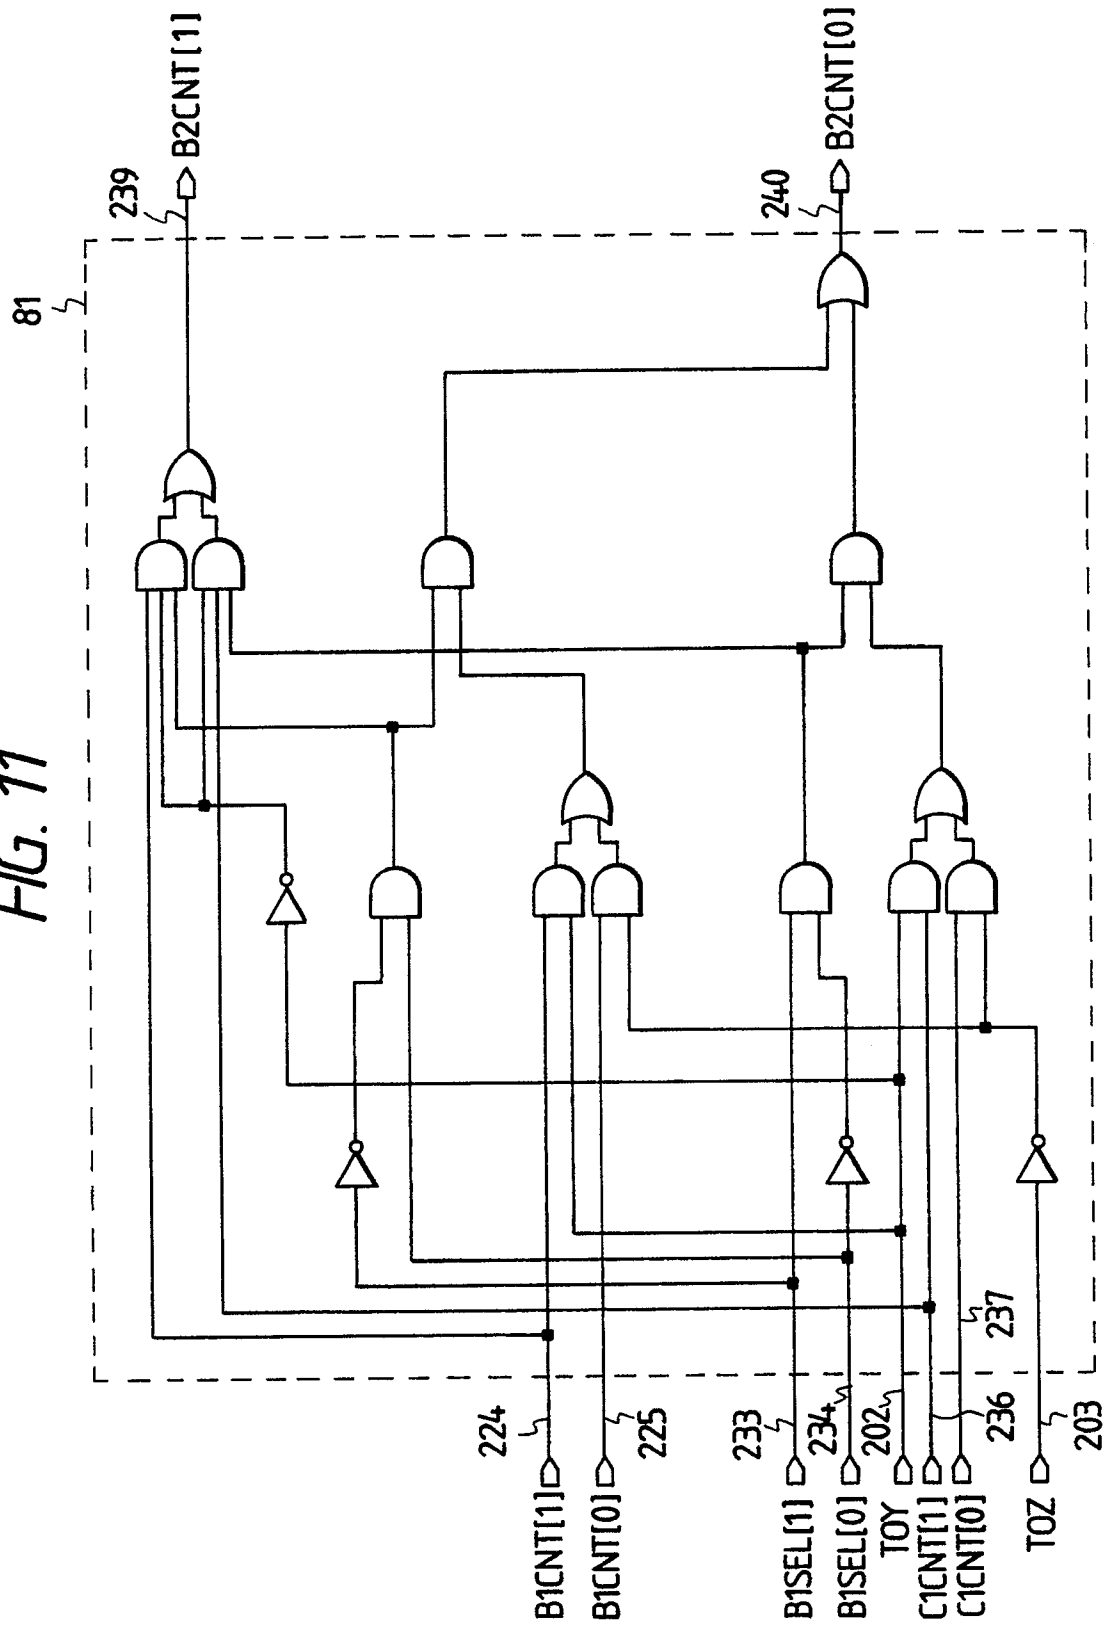 FIG. 11
81
B1CNT[1]
224
B1CNT[0]
225
B1SEL[1]
233
B1SEL[0]
234
TOY
202
C1CNT[1]
236
C1CNT[0]
237
TOZ
203
239
B2CNT[1]
240
B2CNT[0]